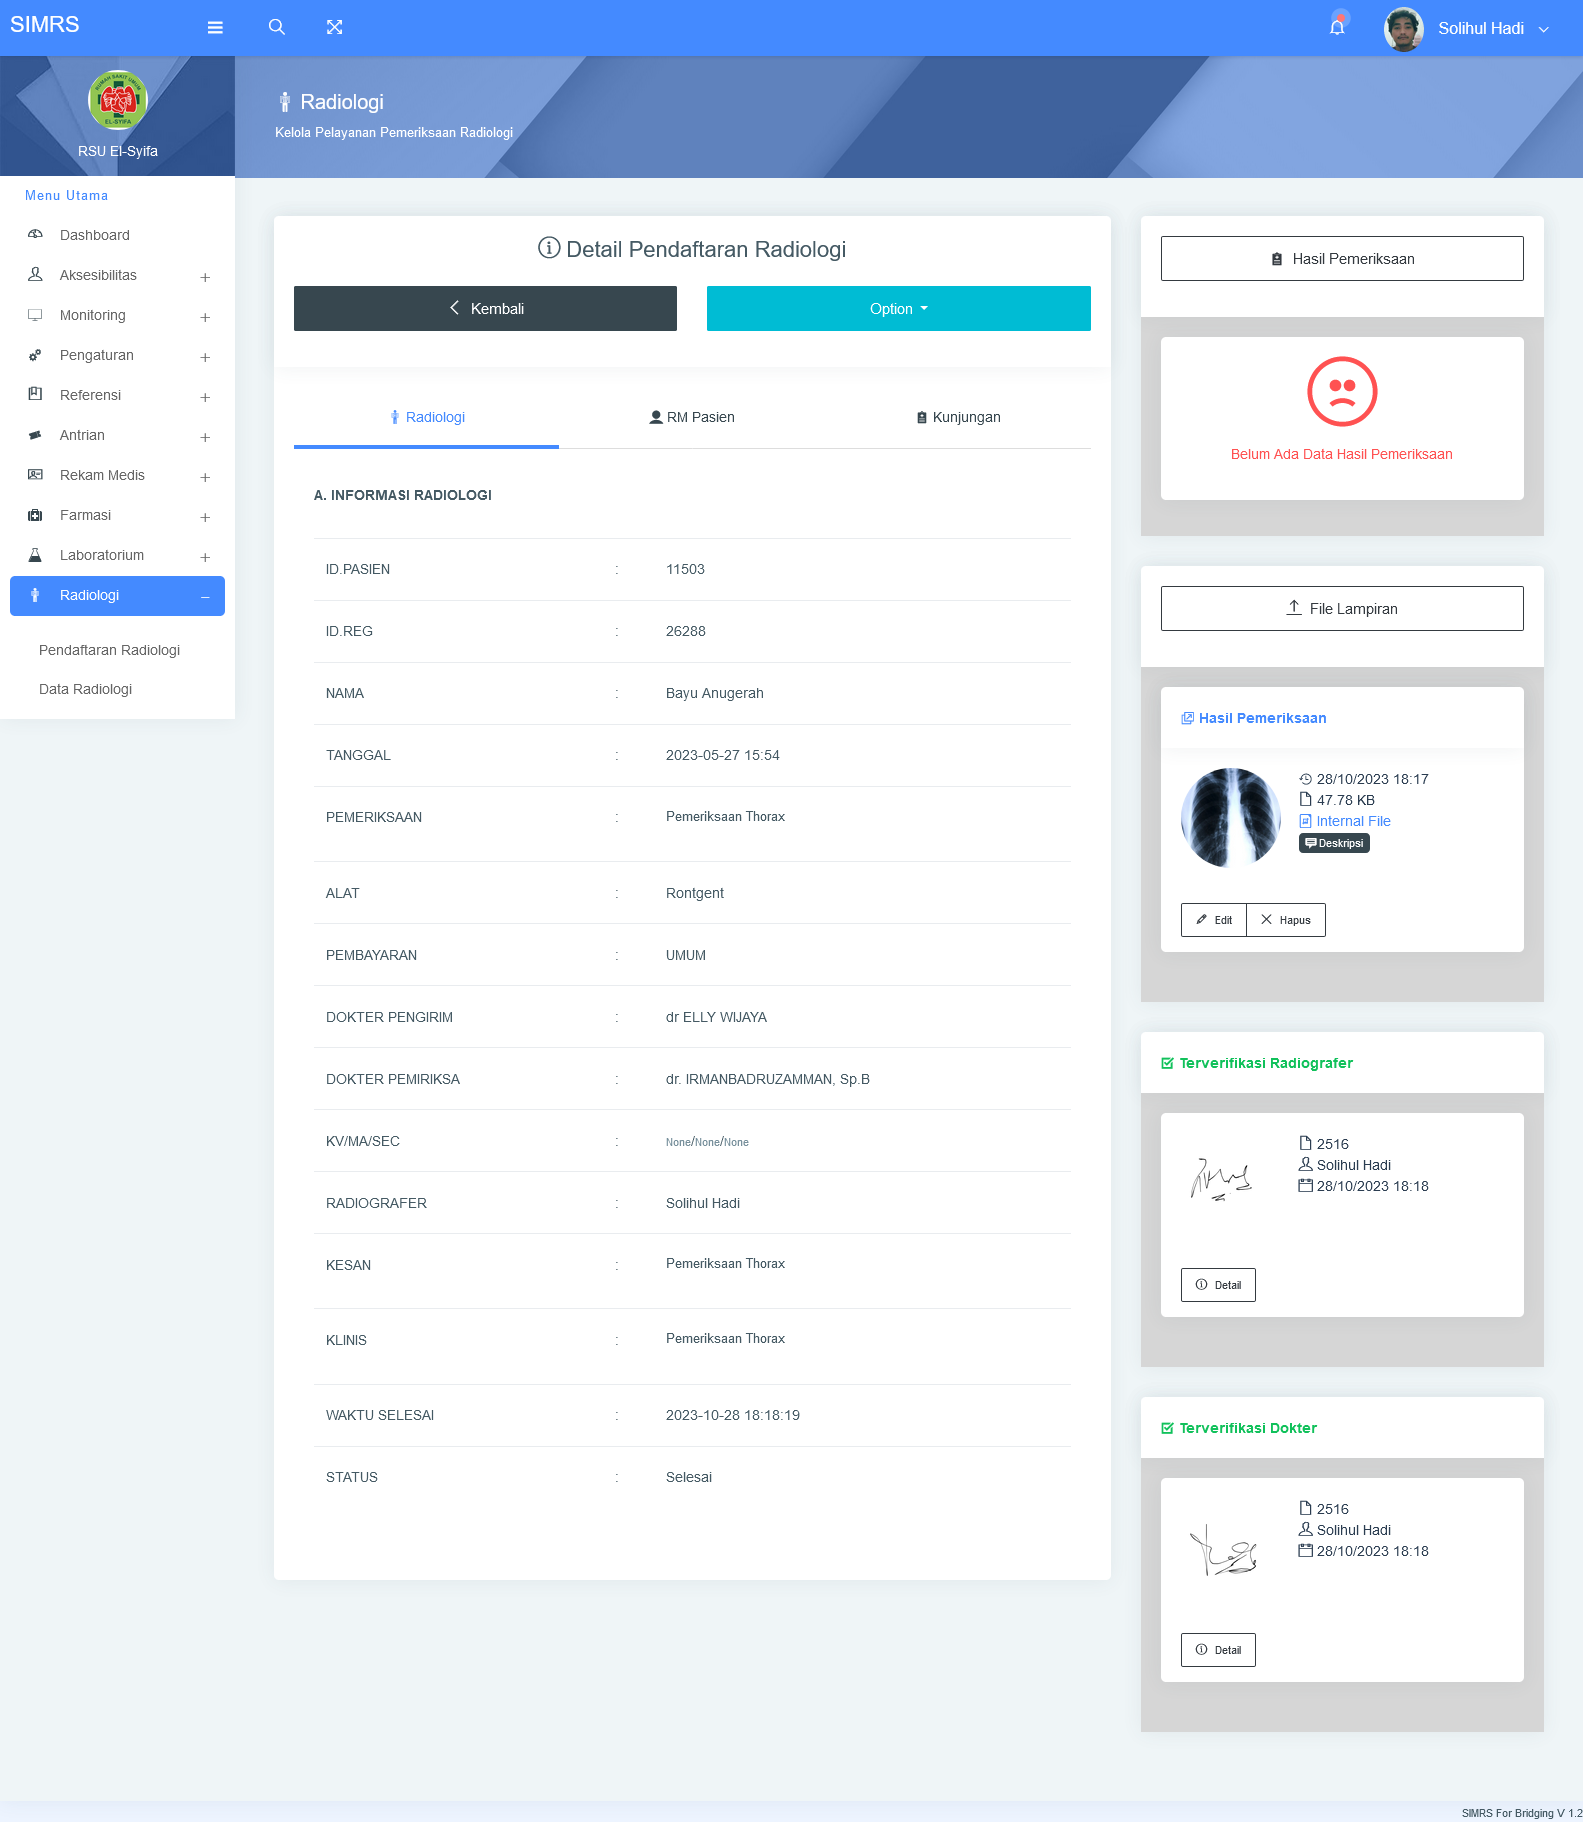 SIMRS
Solihul Hadi
RUMAH SAKIT UMUM
EL-SYIFA
RSU El-Syifa
Radiologi
Kelola Pelayanan Pemeriksaan Radiologi
Menu Utama
Dashboard
Aksesibilitas
Monitoring
Pengaturan
Referensi
Antrian
Rekam Medis
Farmasi
Laboratorium
Radiologi
Pendaftaran Radiologi
Data Radiologi
Detail Pendaftaran Radiologi
Kembali
Option
Radiologi
RM Pasien
Kunjungan
A. INFORMASI RADIOLOGI
ID.PASIEN : 11503
ID.REG : 26288
NAMA : Bayu Anugerah
TANGGAL : 2023-05-27 15:54
PEMERIKSAAN : Pemeriksaan Thorax
ALAT : Rontgent
PEMBAYARAN : UMUM
DOKTER PENGIRIM : dr ELLY WIJAYA
DOKTER PEMIRIKSA : dr. IRMANBADRUZAMMAN, Sp.B
KV/MA/SEC : None/None/None
RADIOGRAFER : Solihul Hadi
KESAN : Pemeriksaan Thorax
KLINIS : Pemeriksaan Thorax
WAKTU SELESAI : 2023-10-28 18:18:19
STATUS : Selesai
Hasil Pemeriksaan
Belum Ada Data Hasil Pemeriksaan
File Lampiran
Hasil Pemeriksaan
28/10/2023 18:17
47.78 KB
Internal File
Deskripsi
Edit
Hapus
Terverifikasi Radiografer
2516
Solihul Hadi
28/10/2023 18:18
Detail
Terverifikasi Dokter
2516
Solihul Hadi
28/10/2023 18:18
Detail
SIMRS For Bridging V 1.2